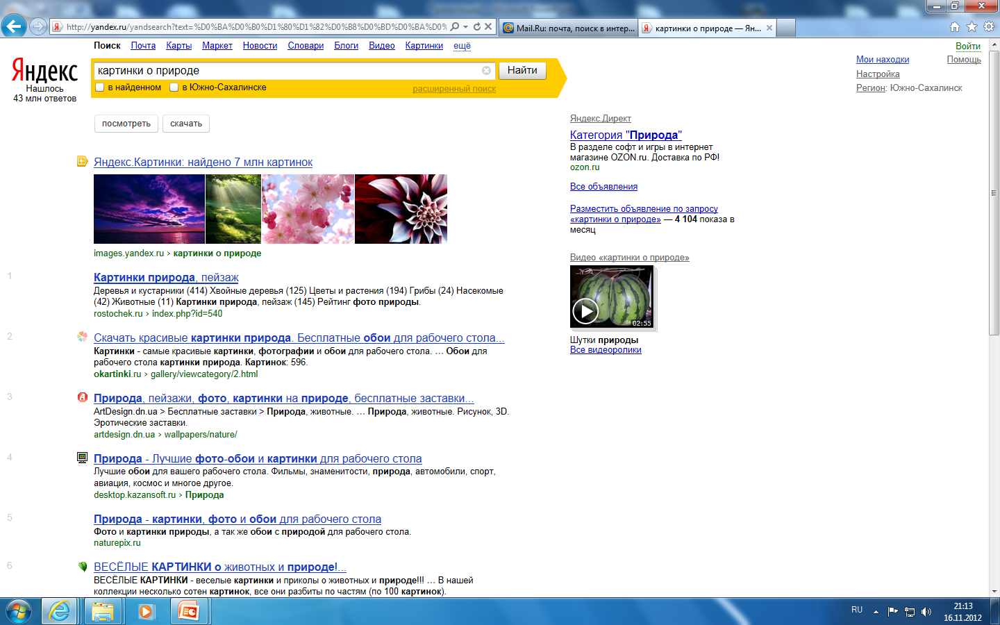 http://yandex.ru/yandsearch?text=%D0%BA%D0%B0%D1%80%D1%82%D0%B8%D0%BD%D0%BA%D0%
Mail.Ru: почта, поиск в интер...
картинки о природе — Ян...
Поиск Почта Карты Маркет Новости Словари Блоги Видео Картинки ещё
Войти
Мои находки Помощь
Настройка
Регион: Южно-Сахалинск
Яндекс
Нашлось
43 млн ответов
картинки о природе
Найти
в найденном в Южно-Сахалинске расширенный поиск
посмотреть скачать
Яндекс.Картинки: найдено 7 млн картинок
images.yandex.ru › картинки о природе
1
Картинки природа, пейзаж
Деревья и кустарники (414) Хвойные деревья (125) Цветы и растения (194) Грибы (24) Насекомые
(42) Животные (11) Картинки природа, пейзаж (145) Рейтинг фото природы.
rostochek.ru › index.php?id=540
2
Скачать красивые картинки природа. Бесплатные обои для рабочего стола...
Картинки - самые красивые картинки, фотографии и обои для рабочего стола. ... Обои для
рабочего стола картинки природа. Картинок: 596.
okartinki.ru › gallery/viewcategory/2.html
3
Природа, пейзажи, фото, картинки на природе, бесплатные заставки...
ArtDesign.dn.ua > Бесплатные заставки > Природа, животные. ... Природа, животные. Рисунок, 3D.
Эротические заставки.
artdesign.dn.ua › wallpapers/nature/
4
Природа - Лучшие фото-обои и картинки для рабочего стола
Лучшие обои для вашего рабочего стола. Фильмы, знаменитости, природа, автомобили, спорт,
авиация, космос и многое другое.
desktop.kazansoft.ru › Природа
5
Природа - картинки, фото и обои для рабочего стола
Фото и картинки природы, а так же обои с природой для рабочего стола.
naturepix.ru
6
ВЕСЁЛЫЕ КАРТИНКИ о животных и природе!...
ВЕСЁЛЫЕ КАРТИНКИ - веселые картинки и приколы о животных и природе!!! ... В нашей
коллекции несколько сотен картинок, все они разбиты по частям (по 100 картинок).
Яндекс.Директ
Категория "Природа"
В разделе софт и игры в интернет
магазине OZON.ru. Доставка по РФ!
ozon.ru
Все объявления
Разместить объявление по запросу
«картинки о природе» — 4 104 показа в
месяц
Видео «картинки о природе»
02:55
Шутки природы
Все видеоролики
RU
21:13
16.11.2012